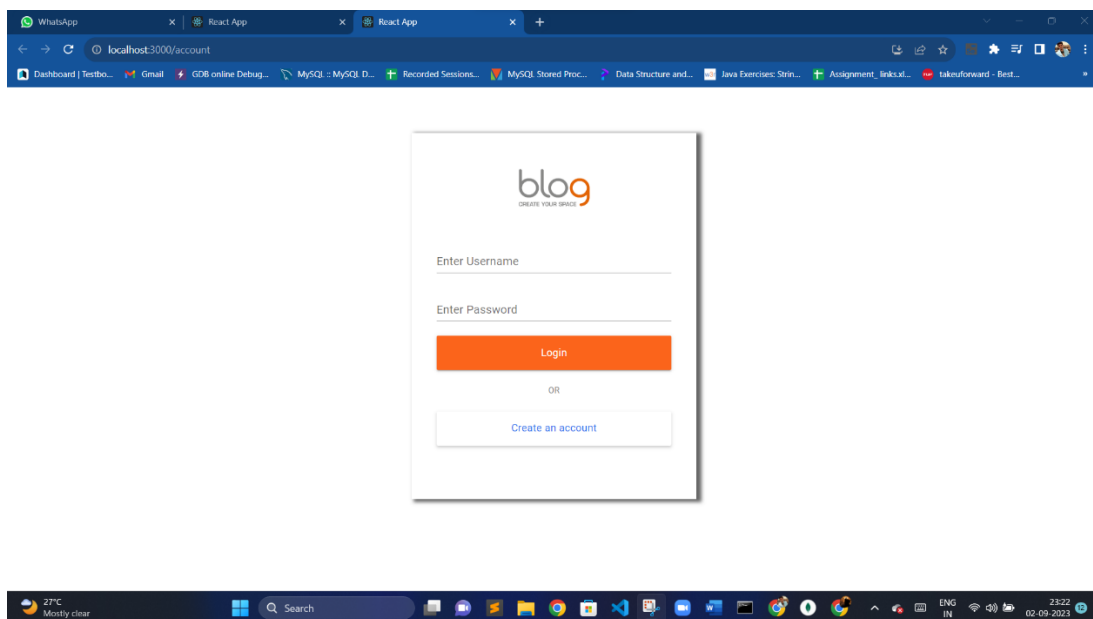 WhatsApp
React App
React App
localhost:3000/account
Dashboard | Testbo...
Gmail
GDB online Debug...
MySQL :: MySQL D...
Recorded Sessions...
MySQL Stored Proc...
Data Structure and...
Java Exercises: Strin...
Assignment_links.xl...
takeuforward - Best...
blog
CREATE YOUR SPACE
Enter Username
Enter Password
Login
OR
Create an account
27°C
Mostly clear
Search
ENG
IN
23:22
02-09-2023